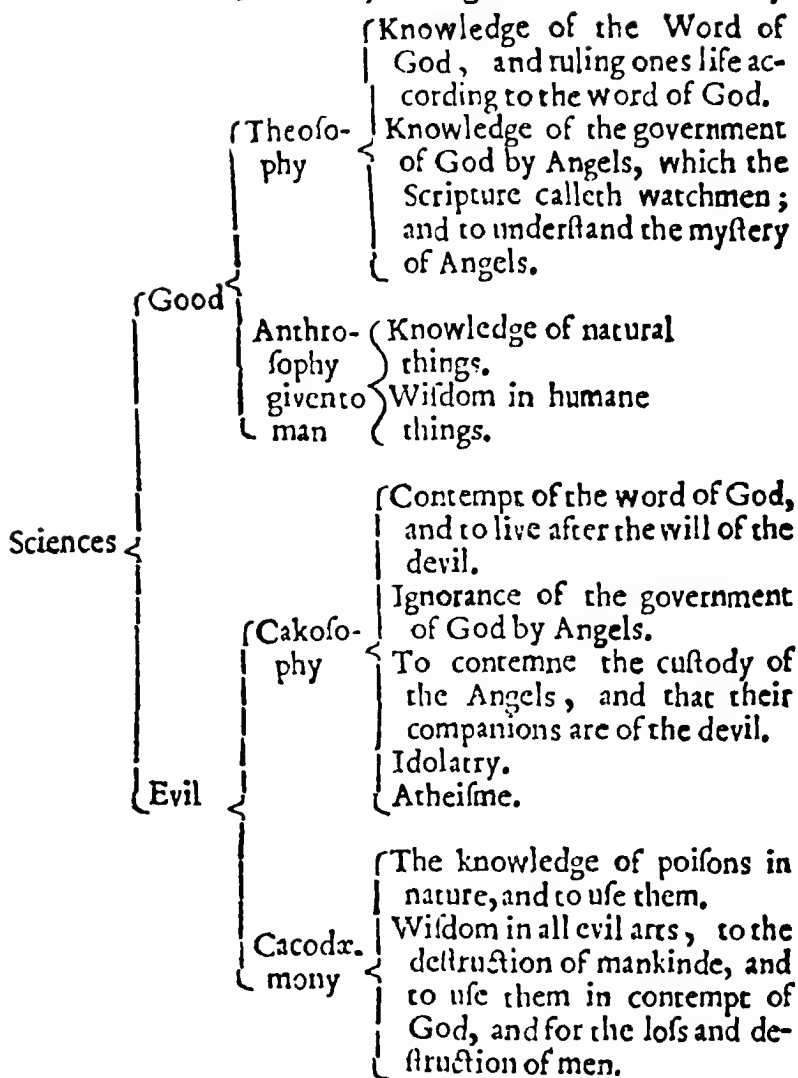 Knowledge of the Word of
God, and ruling ones life ac-
cording to the word of God.
Theoſo-
phy
Knowledge of the government
of God by Angels, which the
Scripture calleth watchmen;
and to underſtand the myſtery
of Angels.
Good
Anthro-
ſophy
given to
man
Knowledge of natural
things.
Wiſdom in humane
things.
Sciences
Contempt of the word of God,
and to live after the will of the
devil.
Ignorance of the government
of God by Angels.
Cakoſo-
phy
To contemne the cuſtody of
the Angels, and that their
companions are of the devil.
Idolatry.
Atheiſme.
Evil
The knowledge of poiſons in
nature, and to uſe them.
Cacodæ.
mony
Wiſdom in all evil arts, to the
deſtruction of mankinde, and
to uſe them in contempt of
God, and for the loſs and de-
ſtruction of men.